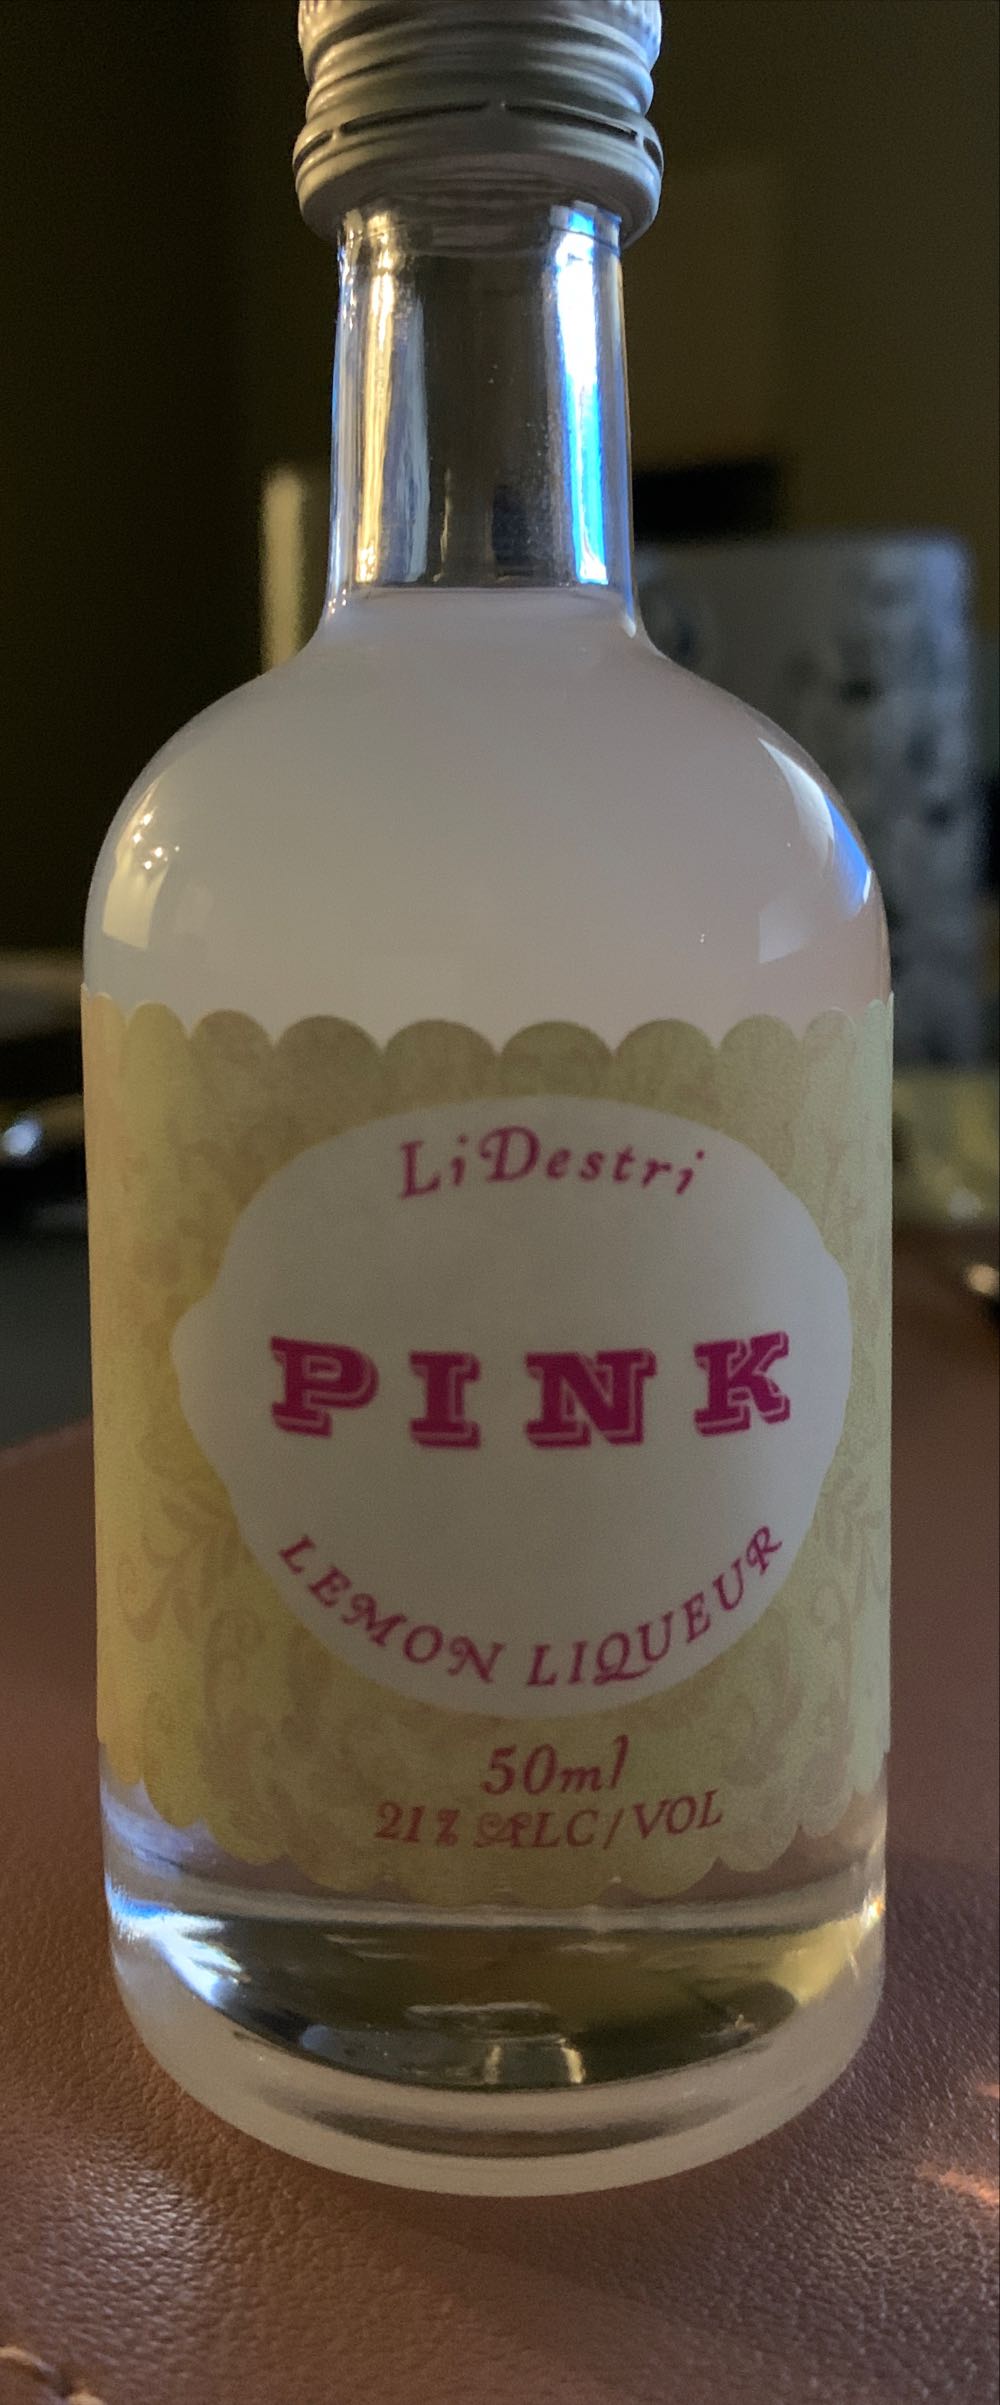 LiDestri
PINK
LEMON LIQUEUR
50ml
21% ALC/VOL